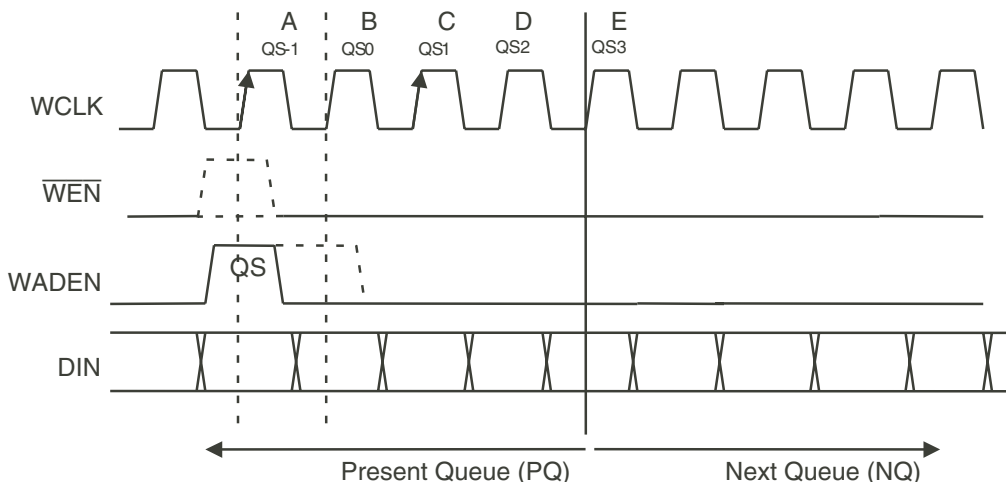 A B C D E
QS-1 QS0 QS1 QS2 QS3
WCLK
WEN
WADEN
QS
DIN
Present Queue (PQ) Next Queue (NQ)